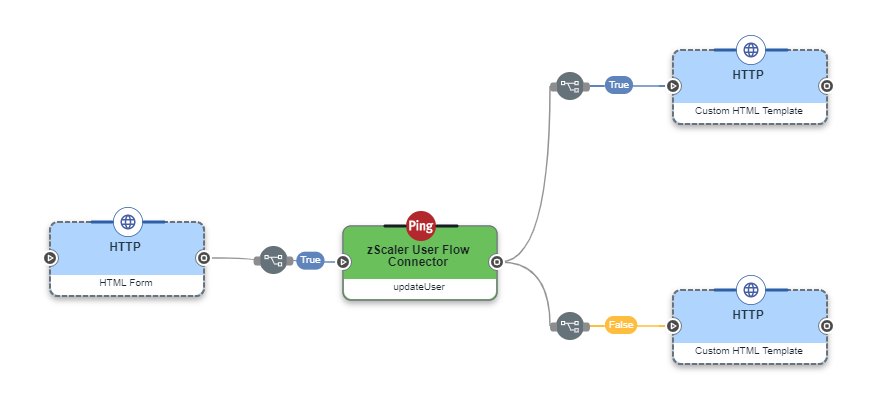 HTTP
HTML Form
True
Ping
zScaler User Flow
Connector
updateUser
True
HTTP
Custom HTML Template
False
HTTP
Custom HTML Template